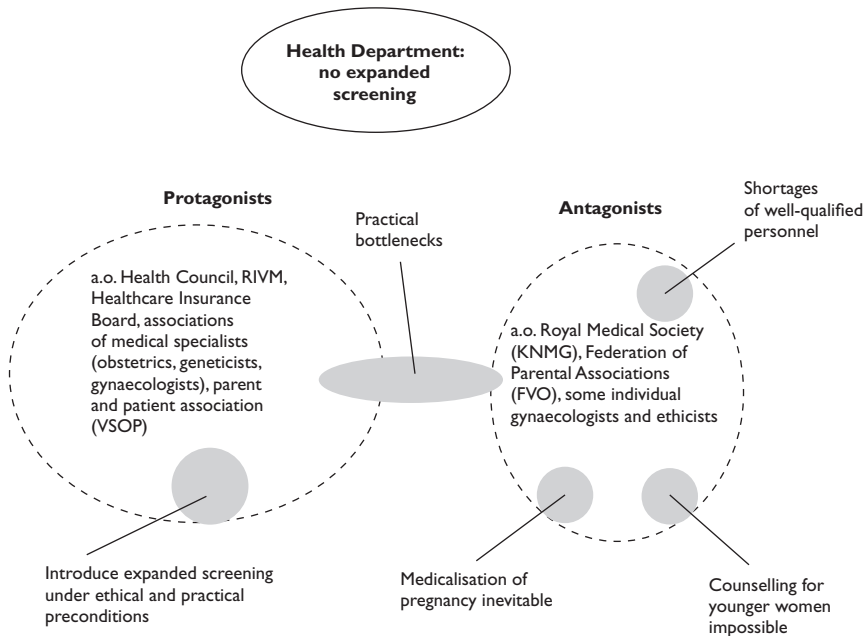 Health Department:
no expanded
screening
Protagonists
Practical
bottlenecks
Antagonists
Shortages
of well-qualified
personnel
a.o. Health Council, RIVM,
Healthcare Insurance
Board, associations
of medical specialists
(obstetrics, geneticists,
gynaecologists), parent
and patient association
(VSOP)
a.o. Royal Medical Society
(KNMG), Federation of
Parental Associations
(FVO), some individual
gynaecologists and ethicists
Introduce expanded screening
under ethical and practical
preconditions
Medicalisation of
pregnancy inevitable
Counselling for
younger women
impossible